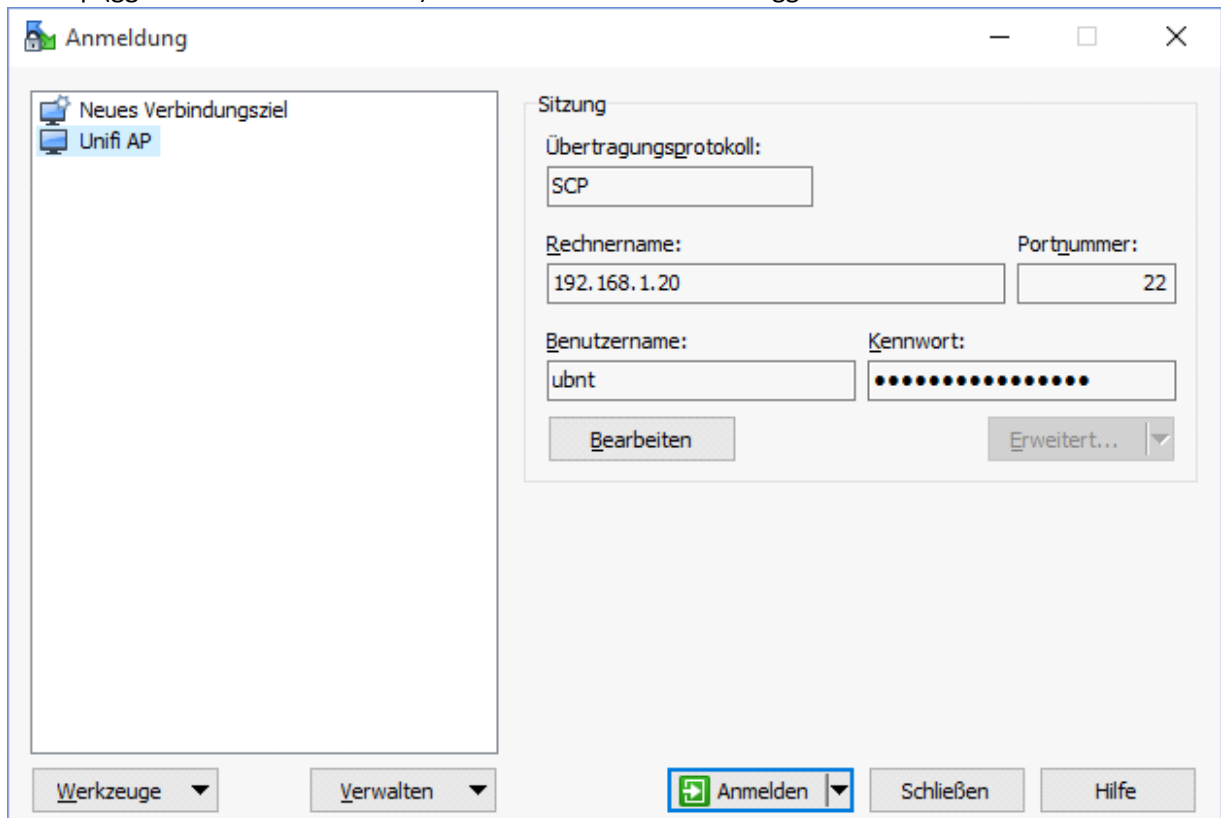 Anmeldung
Neues Verbindungsziel
Unifi AP
Sitzung
Übertragungsprotokoll:
SCP
Rechnername: Portnummer:
192.168.1.20 22
Benutzername: Kennwort:
ubnt ••••••••••••••••
Bearbeiten Erweitert...
Werkzeuge Verwalten Anmelden Schließen Hilfe